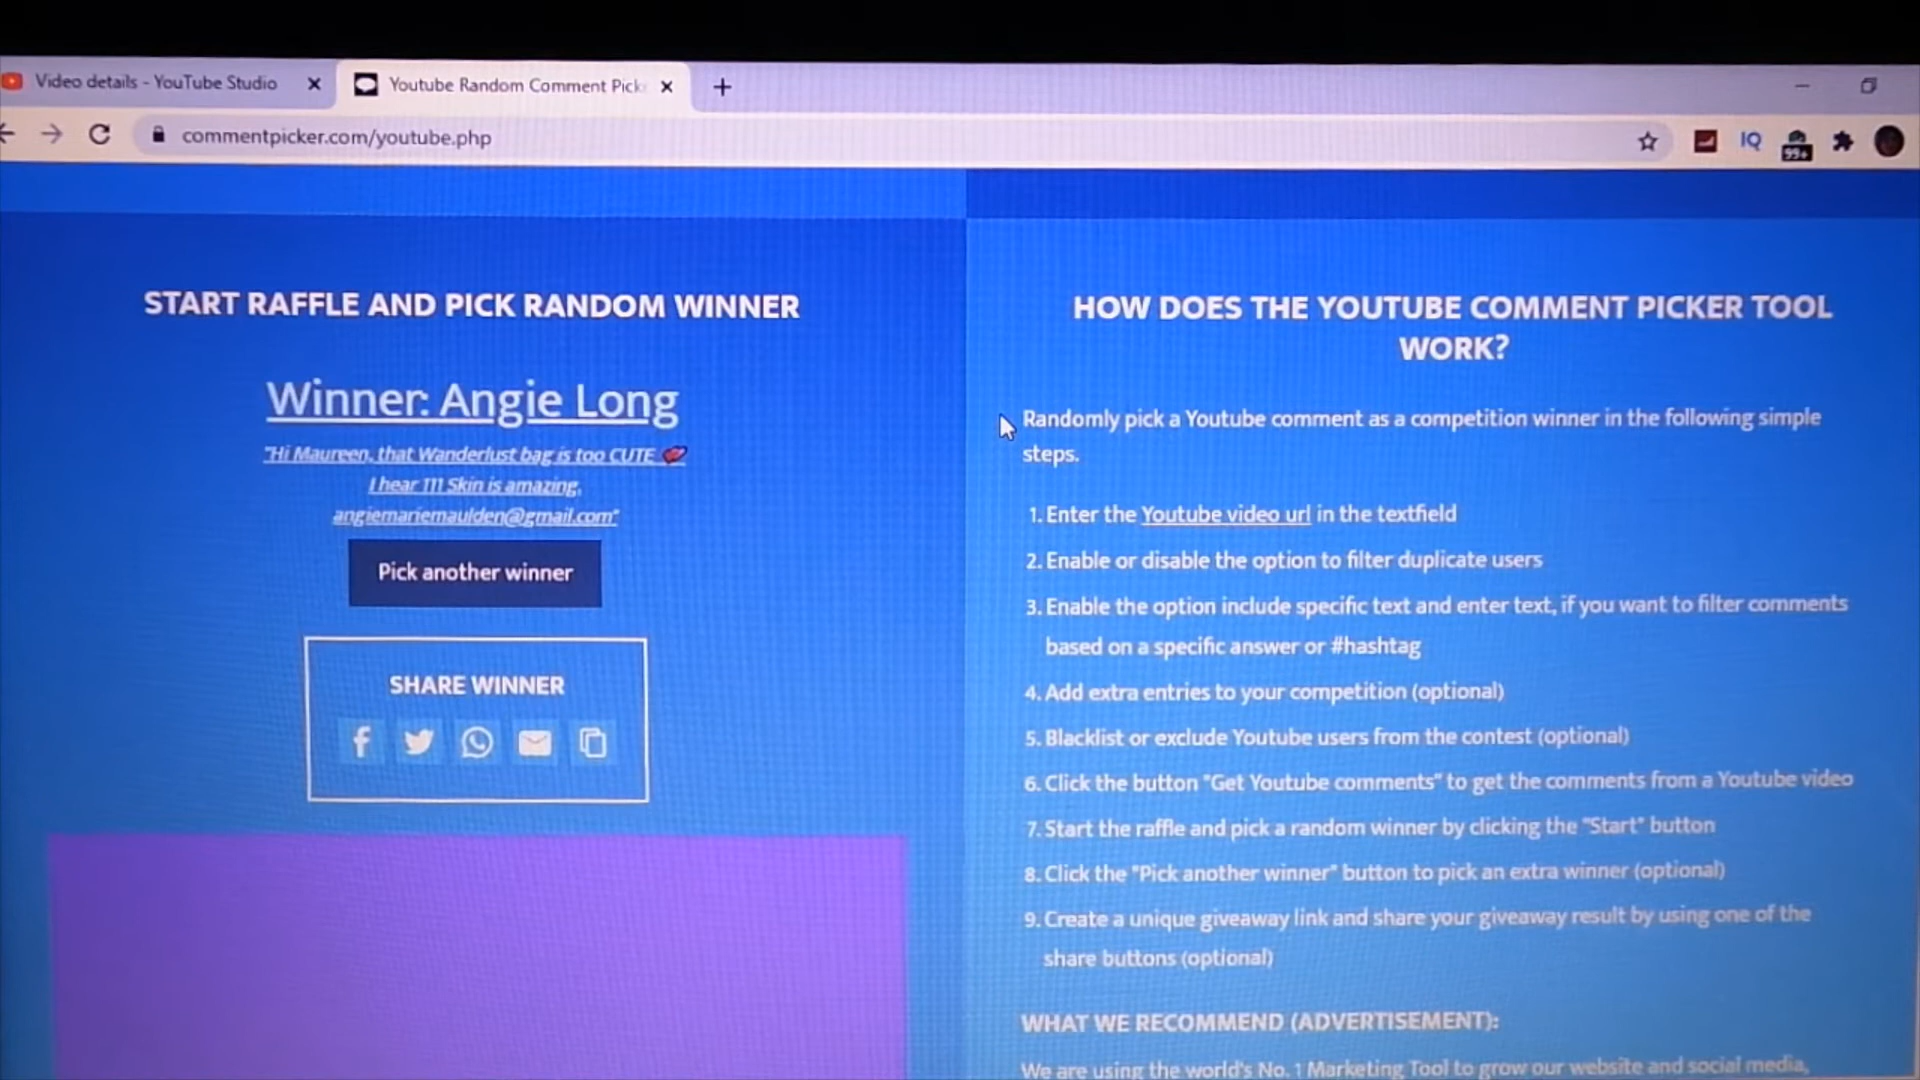 Video details - YouTube Studio
Youtube Random Comment Pick
commentpicker.com/youtube.php
IQ
99+
START RAFFLE AND PICK RANDOM WINNER
Winner: Angie Long
"Hi Maureen, that Wanderlust bag is too CUTE
I hear 111 Skin is amazing,
angiemariemaulden@gmail.com"
Pick another winner
SHARE WINNER
HOW DOES THE YOUTUBE COMMENT PICKER TOOL
WORK?
Randomly pick a Youtube comment as a competition winner in the following simple
steps.
1. Enter the Youtube video url in the textfield
2. Enable or disable the option to filter duplicate users
3. Enable the option include specific text and enter text, if you want to filter comments
based on a specific answer or #hashtag
4. Add extra entries to your competition (optional)
5. Blacklist or exclude Youtube users from the contest (optional)
6. Click the button "Get Youtube comments" to get the comments from a Youtube video
7. Start the raffle and pick a random winner by clicking the "Start" button
8. Click the "Pick another winner" button to pick an extra winner (optional)
9. Create a unique giveaway link and share your giveaway result by using one of the
share buttons (optional)
WHAT WE RECOMMEND (ADVERTISEMENT):
We are using the world's No. 1 Marketing Tool to grow our website and social media,